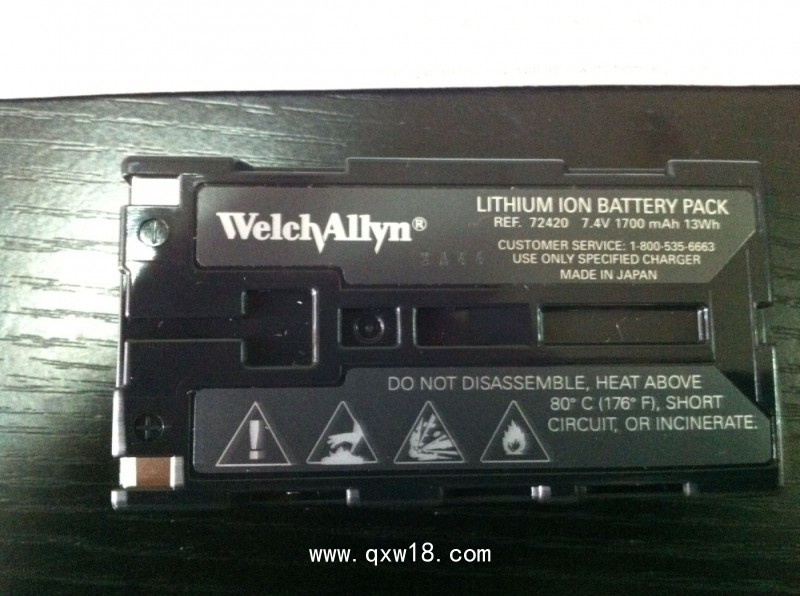 WelchAllyn®
LITHIUM ION BATTERY PACK
REF. 72420 7.4V 1700 mAh 13Wh
CUSTOMER SERVICE: 1-800-535-6663
USE ONLY SPECIFIED CHARGER
MADE IN JAPAN
DO NOT DISASSEMBLE, HEAT ABOVE
80° C (176° F), SHORT
CIRCUIT, OR INCINERATE.
www.qxw18.com